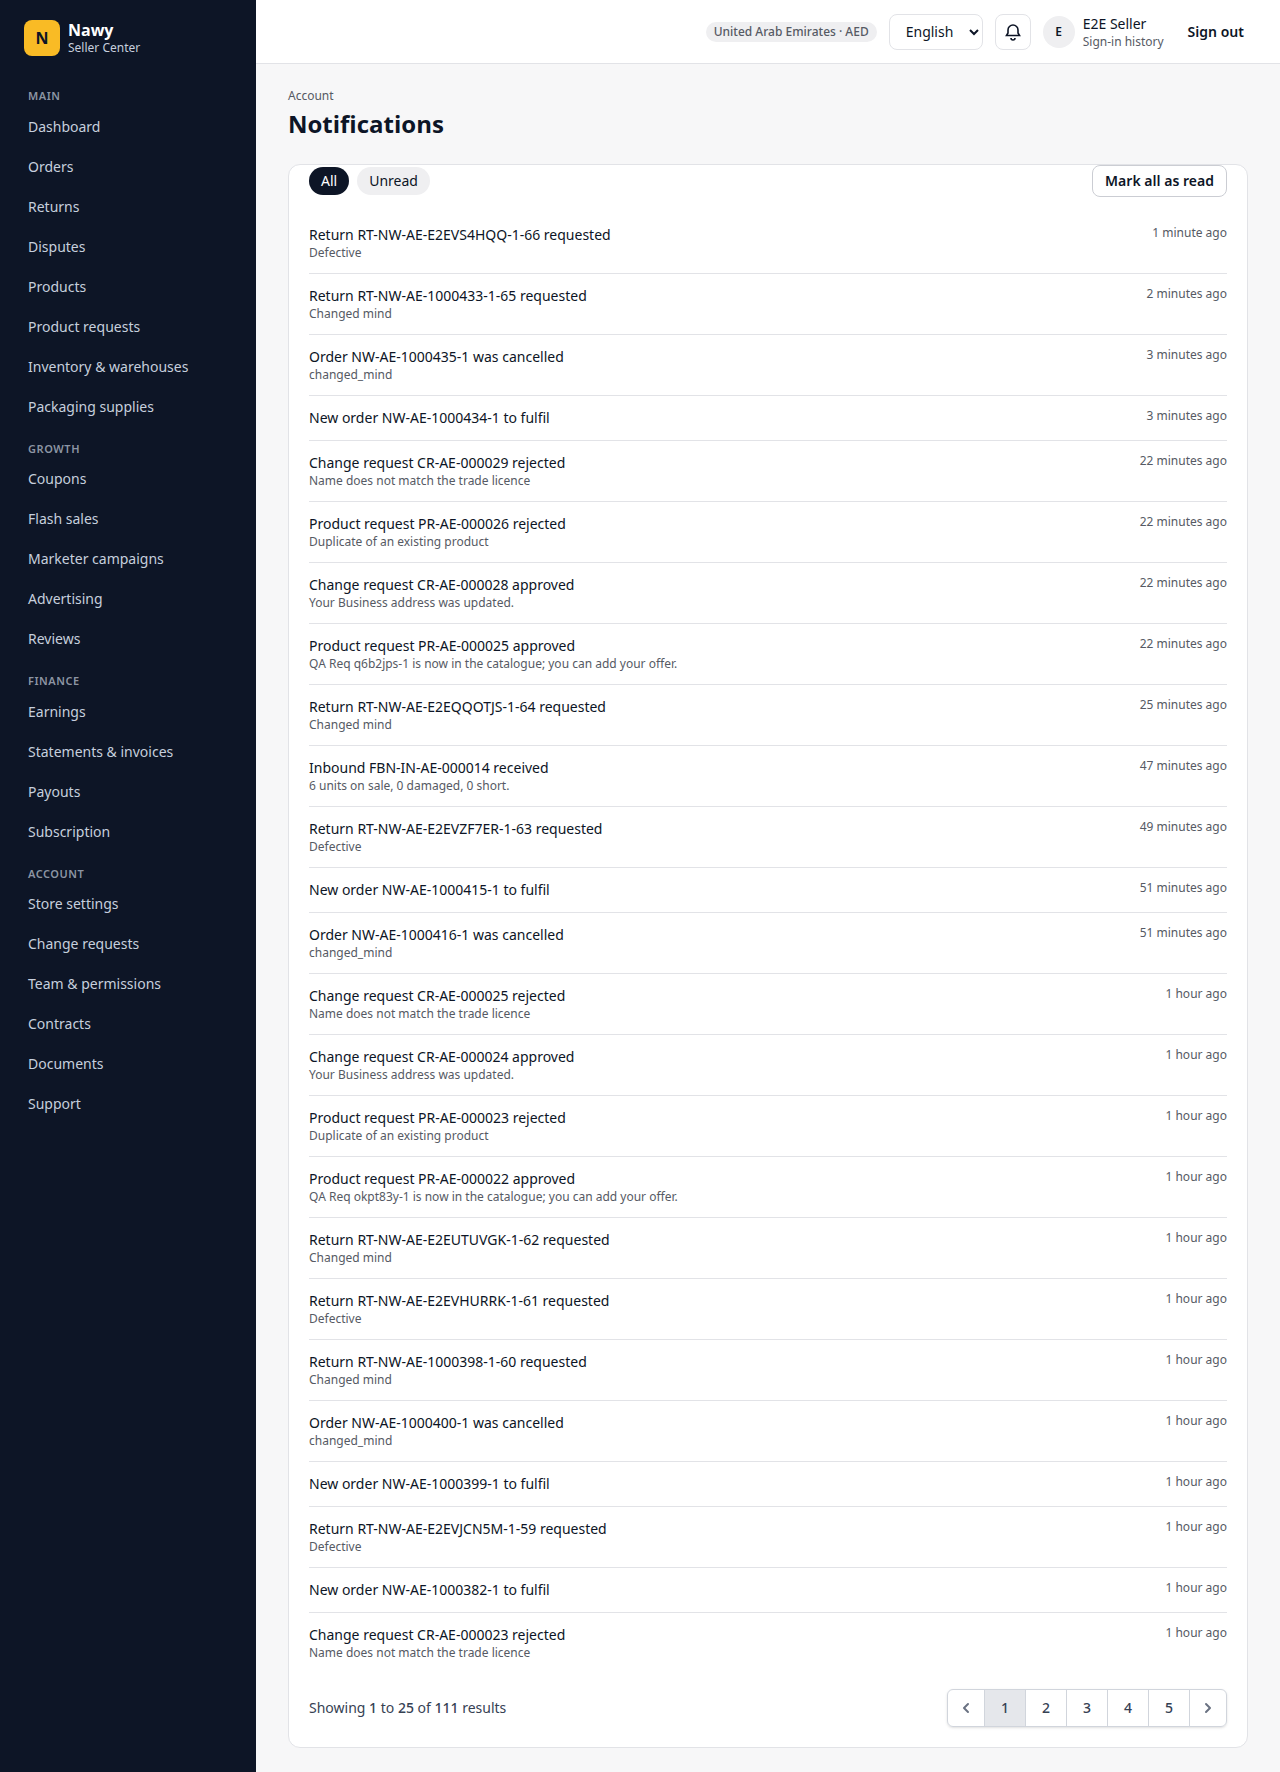 N
Nawy
Seller Center
MAIN
Dashboard
Orders
Returns
Disputes
Products
Product requests
Inventory & warehouses
Packaging supplies
GROWTH
Coupons
Flash sales
Marketer campaigns
Advertising
Reviews
FINANCE
Earnings
Statements & invoices
Payouts
Subscription
ACCOUNT
Store settings
Change requests
Team & permissions
Contracts
Documents
Support
United Arab Emirates · AED
English
E
E2E Seller
Sign-in history
Sign out
Account
Notifications
All
Unread
Mark all as read
Return RT-NW-AE-E2EVS4HQQ-1-66 requested
1 minute ago
Defective
Return RT-NW-AE-1000433-1-65 requested
2 minutes ago
Changed mind
Order NW-AE-1000435-1 was cancelled
3 minutes ago
changed_mind
New order NW-AE-1000434-1 to fulfil
3 minutes ago
Change request CR-AE-000029 rejected
22 minutes ago
Name does not match the trade licence
Product request PR-AE-000026 rejected
22 minutes ago
Duplicate of an existing product
Change request CR-AE-000028 approved
22 minutes ago
Your Business address was updated.
Product request PR-AE-000025 approved
22 minutes ago
QA Req q6b2jps-1 is now in the catalogue; you can add your offer.
Return RT-NW-AE-E2EQQOTJS-1-64 requested
25 minutes ago
Changed mind
Inbound FBN-IN-AE-000014 received
47 minutes ago
6 units on sale, 0 damaged, 0 short.
Return RT-NW-AE-E2EVZF7ER-1-63 requested
49 minutes ago
Defective
New order NW-AE-1000415-1 to fulfil
51 minutes ago
Order NW-AE-1000416-1 was cancelled
51 minutes ago
changed_mind
Change request CR-AE-000025 rejected
1 hour ago
Name does not match the trade licence
Change request CR-AE-000024 approved
1 hour ago
Your Business address was updated.
Product request PR-AE-000023 rejected
1 hour ago
Duplicate of an existing product
Product request PR-AE-000022 approved
1 hour ago
QA Req okpt83y-1 is now in the catalogue; you can add your offer.
Return RT-NW-AE-E2EUTUVGK-1-62 requested
1 hour ago
Changed mind
Return RT-NW-AE-E2EVHURRK-1-61 requested
1 hour ago
Defective
Return RT-NW-AE-1000398-1-60 requested
1 hour ago
Changed mind
Order NW-AE-1000400-1 was cancelled
1 hour ago
changed_mind
New order NW-AE-1000399-1 to fulfil
1 hour ago
Return RT-NW-AE-E2EVJCN5M-1-59 requested
1 hour ago
Defective
New order NW-AE-1000382-1 to fulfil
1 hour ago
Change request CR-AE-000023 rejected
1 hour ago
Name does not match the trade licence
Showing 1 to 25 of 111 results
1 2 3 4 5